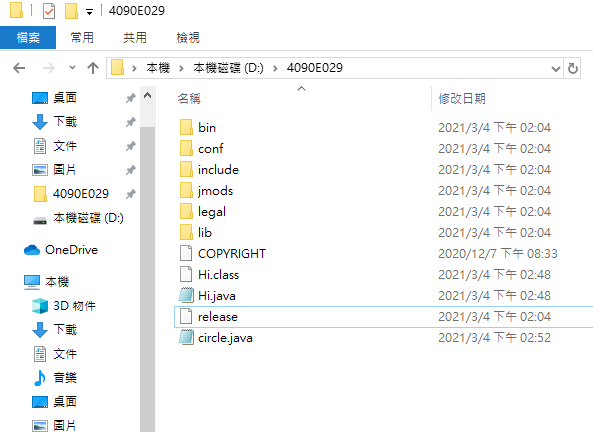 4090E029
檔案 常用 共用 檢視
本機 本機磁碟 (D:) 4090E029
桌面
下載
文件
圖片
4090E029
本機磁碟 (D:)
OneDrive
本機
3D 物件
下載
文件
音樂
桌面
圖片
名稱 修改日期
bin 2021/3/4 下午 02:04
conf 2021/3/4 下午 02:04
include 2021/3/4 下午 02:04
jmods 2021/3/4 下午 02:04
legal 2021/3/4 下午 02:04
lib 2021/3/4 下午 02:04
COPYRIGHT 2020/12/7 下午 08:33
Hi.class 2021/3/4 下午 02:48
Hi.java 2021/3/4 下午 02:48
release 2021/3/4 下午 02:04
circle.java 2021/3/4 下午 02:52